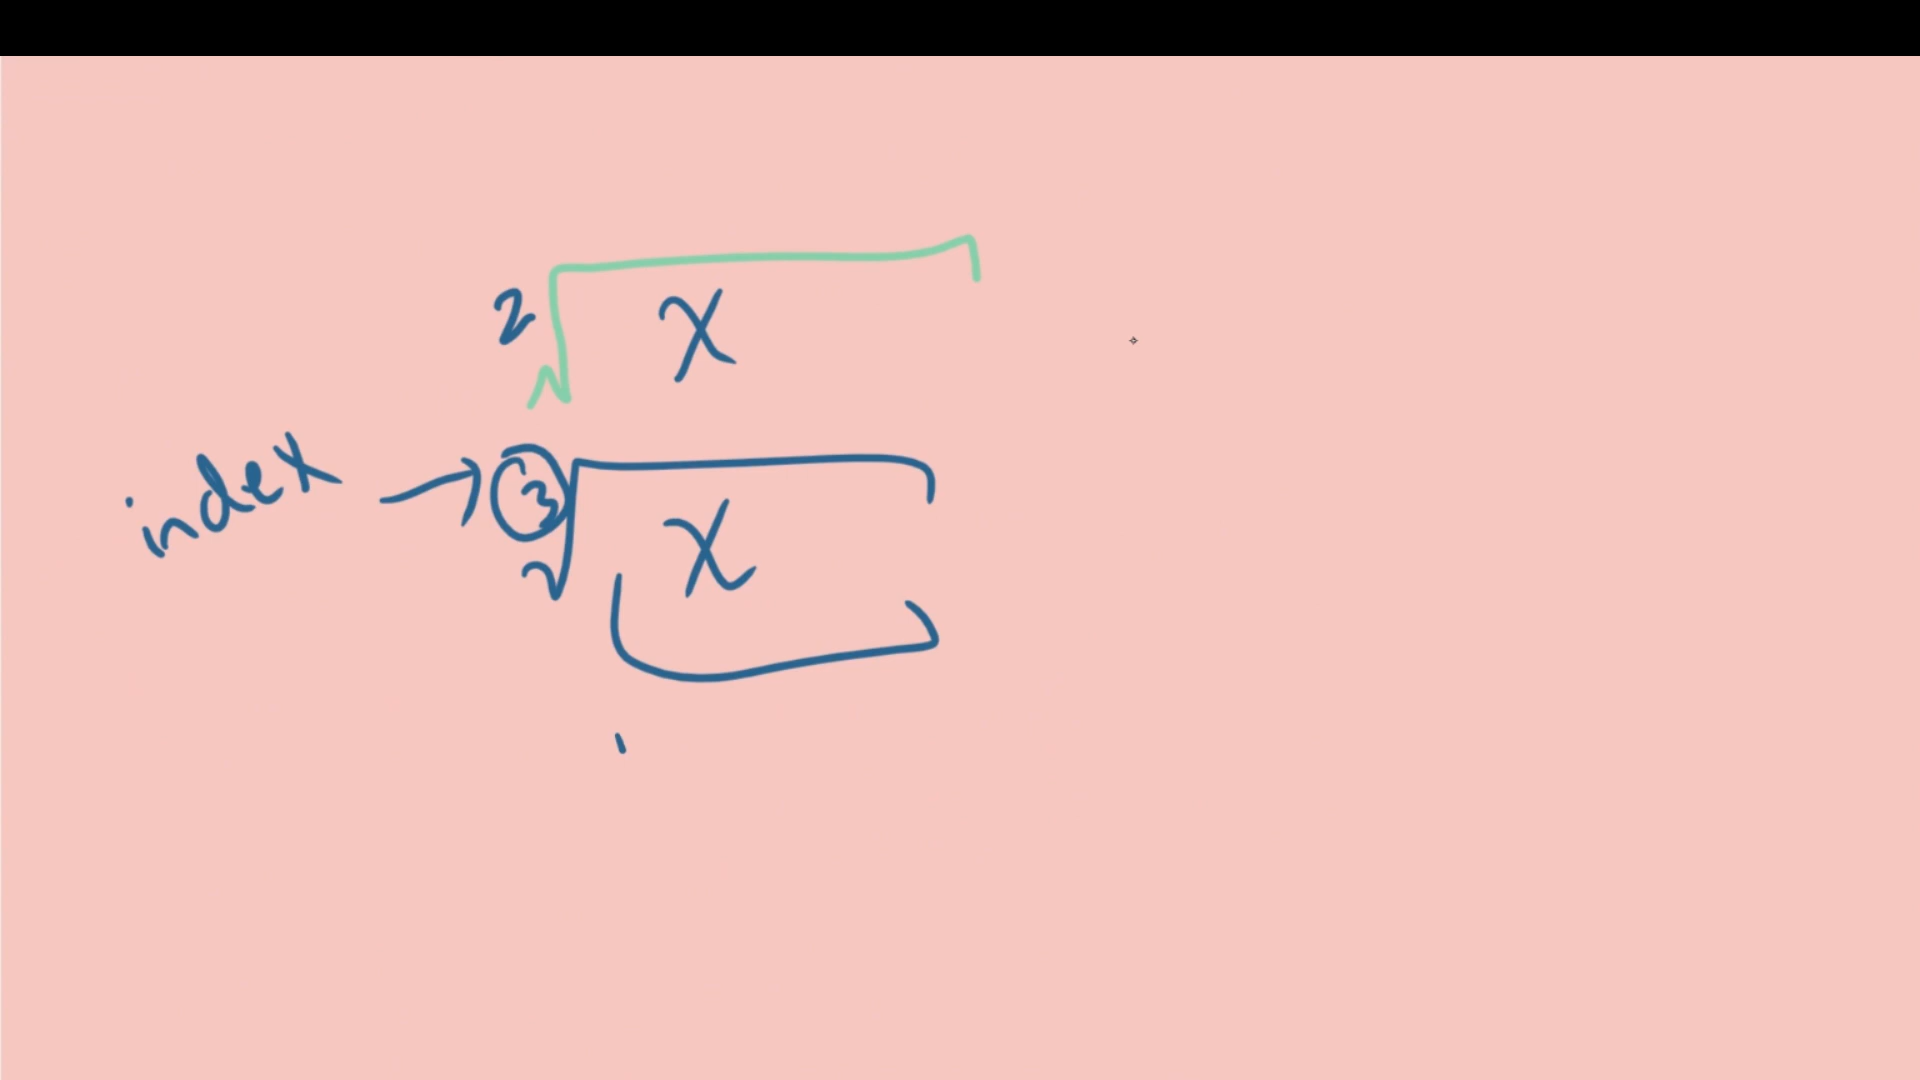 ²√x
index → ³√x